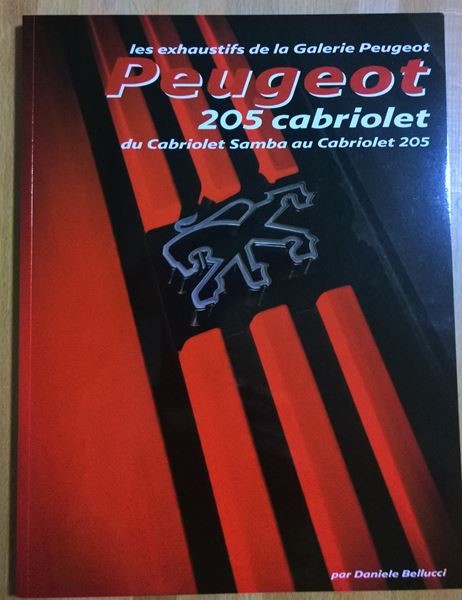 les exhaustifs de la Galerie Peugeot
Peugeot
205 cabriolet
du Cabriolet Samba au Cabriolet 205
par Daniele Bellucci